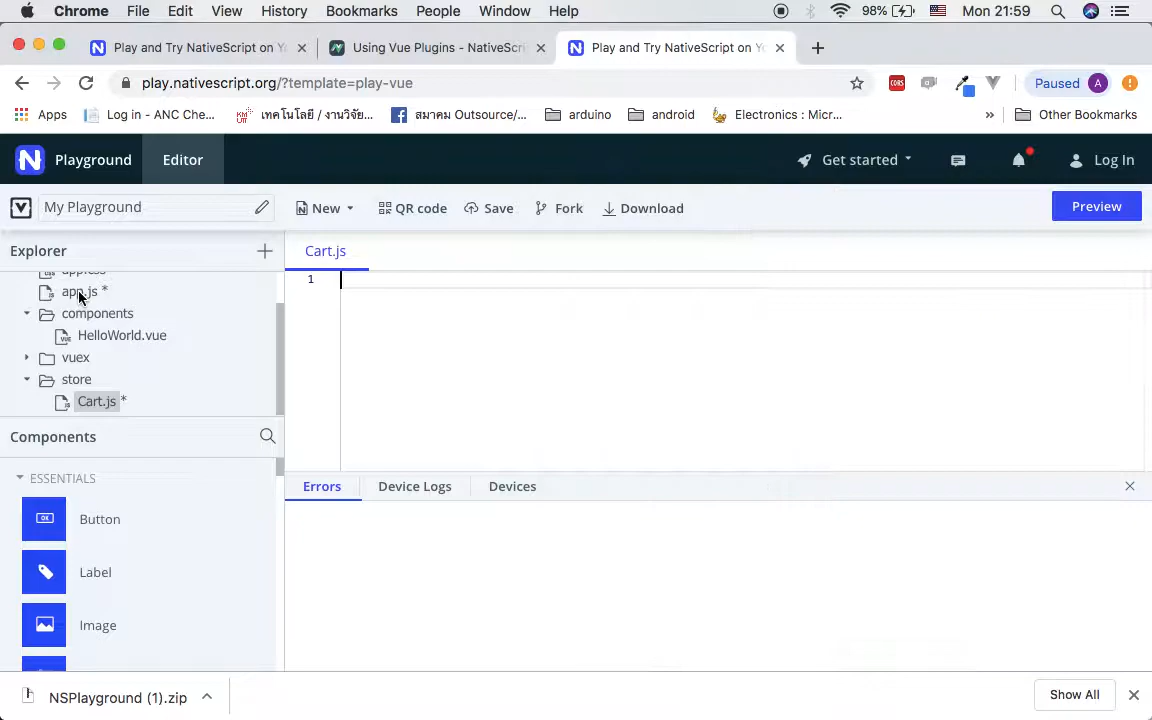 Chrome File Edit View History Bookmarks People Window Help 98% Mon 21:59
Play and Try NativeScript on Yo Using Vue Plugins - NativeScri Play and Try NativeScript on Yo
play.nativescript.org/?template=play-vue CORS Paused A
Apps Log in - ANC Che... เทคโนโลยี / งานวิจัย... สมาคม Outsource/... arduino android Electronics : Micr... » Other Bookmarks
N Playground Editor Get started Log In
My Playground New QR code Save Fork Download Preview
Explorer Cart.js
app.js *
components
HelloWorld.vue
vuex
store
Cart.js *
1
Components
ESSENTIALS
Button
Label
Image
Errors Device Logs Devices
NSPlayground (1).zip Show All